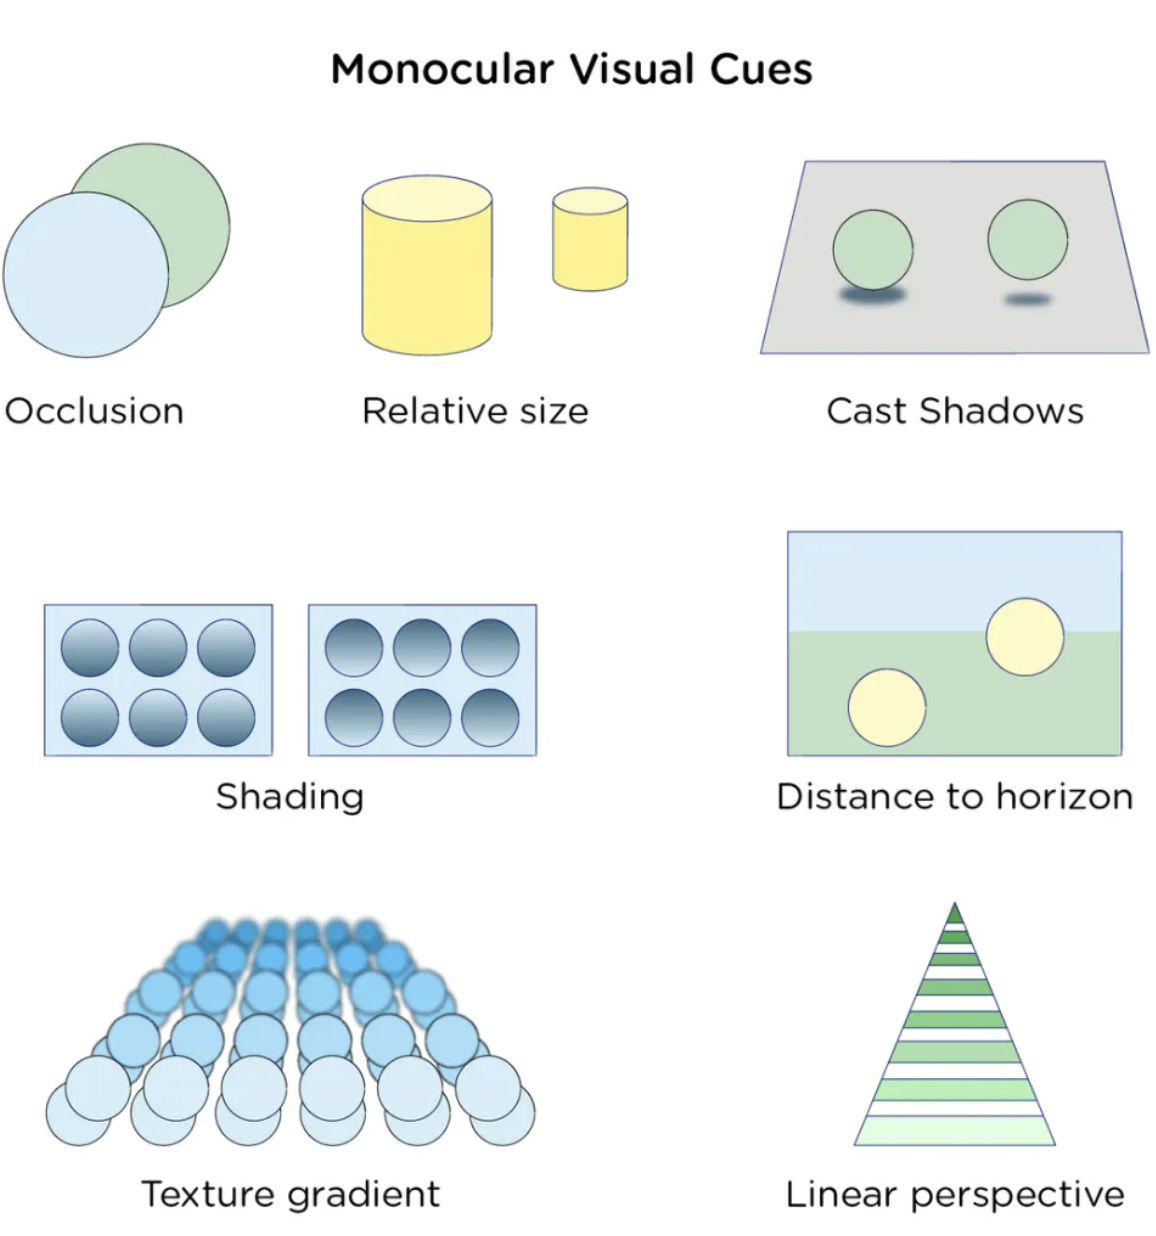 Monocular Visual Cues
Occlusion
Relative size
Cast Shadows
Shading
Distance to horizon
Texture gradient
Linear perspective